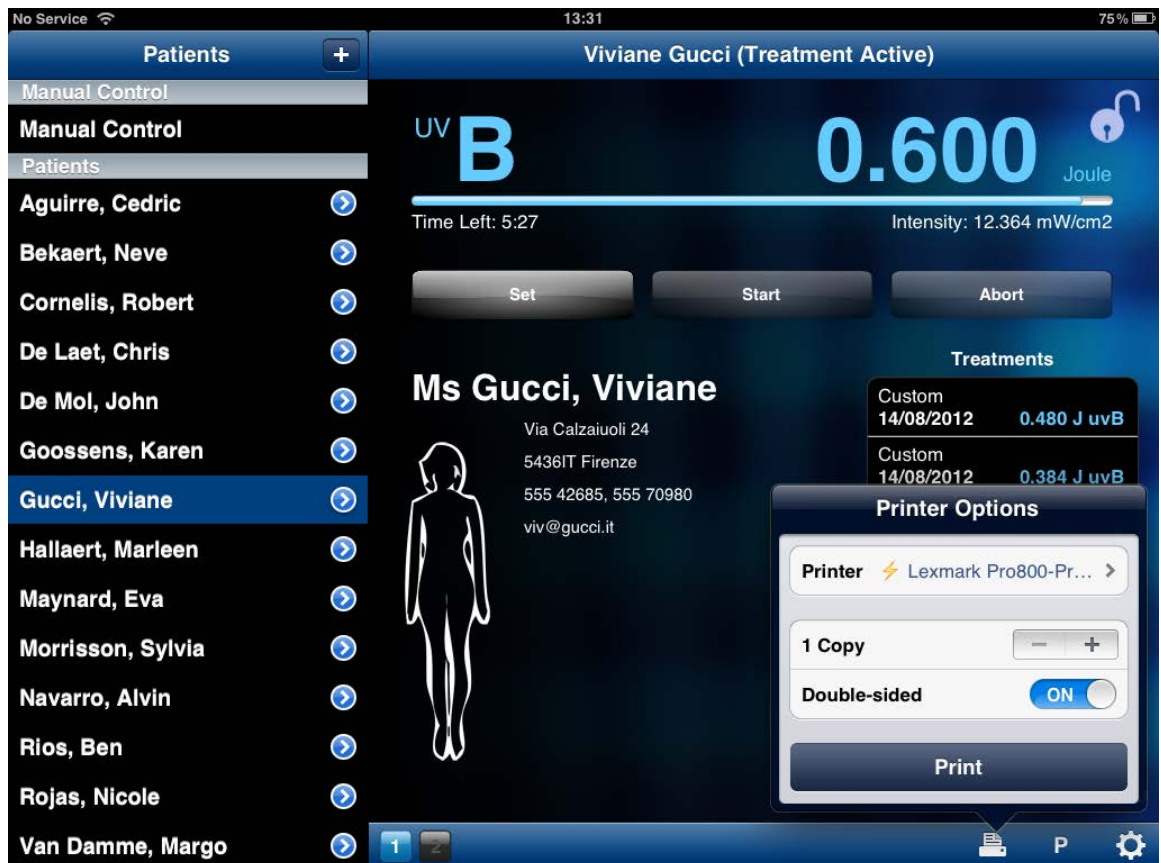 No Service 13:31 75%
Patients +
Manual Control
Manual Control
Patients
Aguirre, Cedric
Bekaert, Neve
Cornelis, Robert
De Laet, Chris
De Mol, John
Goossens, Karen
Gucci, Viviane
Hallaert, Marleen
Maynard, Eva
Morrisson, Sylvia
Navarro, Alvin
Rios, Ben
Rojas, Nicole
Van Damme, Margo
Viviane Gucci (Treatment Active)
UV B 0.600 Joule
Time Left: 5:27 Intensity: 12.364 mW/cm2
Set Start Abort
Ms Gucci, Viviane
Via Calzaiuoli 24
5436IT Firenze
555 42685, 555 70980
viv@gucci.it
Treatments
Custom
14/08/2012 0.480 J uvB
Custom
14/08/2012 0.384 J uvB
Printer Options
Printer Lexmark Pro800-Pr...
1 Copy − +
Double-sided ON
Print
1 2 P